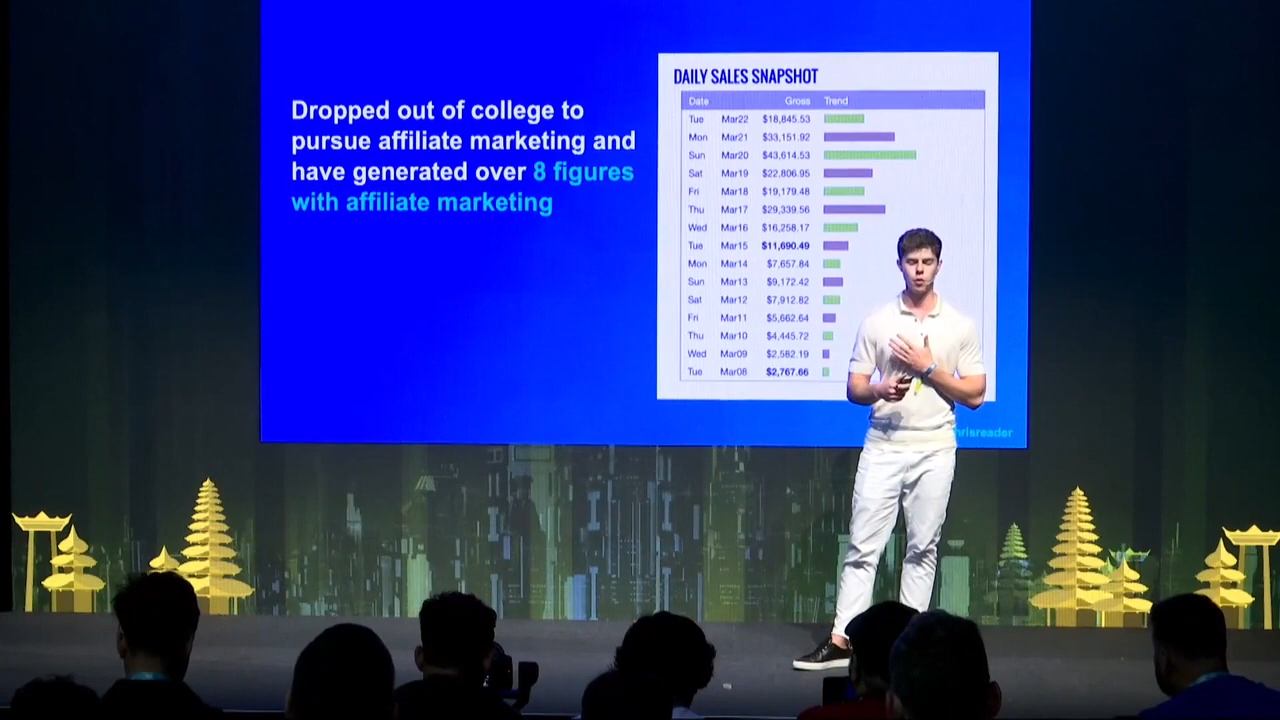 Dropped out of college to
pursue affiliate marketing and
have generated over 8 figures
with affiliate marketing
DAILY SALES SNAPSHOT
Date Gross Trend
Tue Mar22 $18,845.53
Mon Mar21 $33,151.92
Sun Mar20 $43,614.53
Sat Mar19 $22,806.95
Fri Mar18 $19,179.48
Thu Mar17 $29,339.56
Wed Mar16 $16,258.17
Tue Mar15 $11,690.49
Mon Mar14 $7,657.84
Sun Mar13 $9,172.42
Sat Mar12 $7,912.82
Fri Mar11 $5,662.64
Thu Mar10 $4,445.72
Wed Mar09 $2,582.19
Tue Mar08 $2,767.66
hrisreader